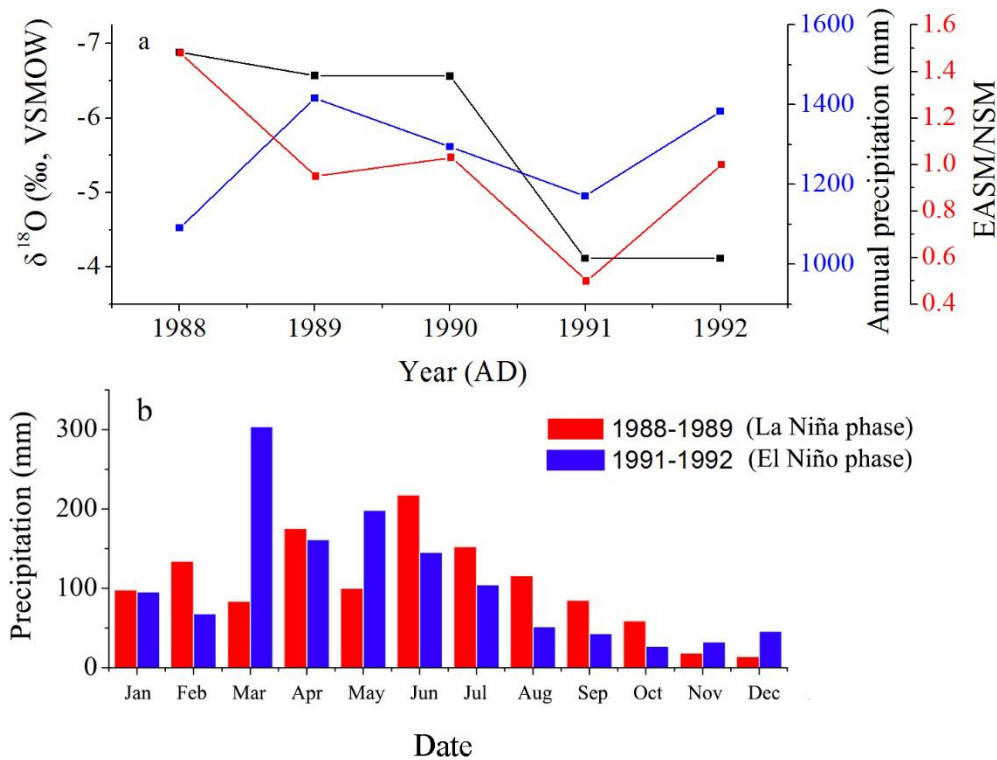 a
δ ¹⁸O (‰, VSMOW)
-7
-6
-5
-4
1600
1400
1200
1000
Annual precipitation (mm)
1.6
1.4
1.2
1.0
0.8
0.6
0.4
EASM/NSM
1988 1989 1990 1991 1992
Year (AD)
b
1988-1989 (La Niña phase)
1991-1992 (El Niño phase)
Precipitation (mm)
300
200
100
0
Jan Feb Mar Apr May Jun Jul Aug Sep Oct Nov Dec
Date